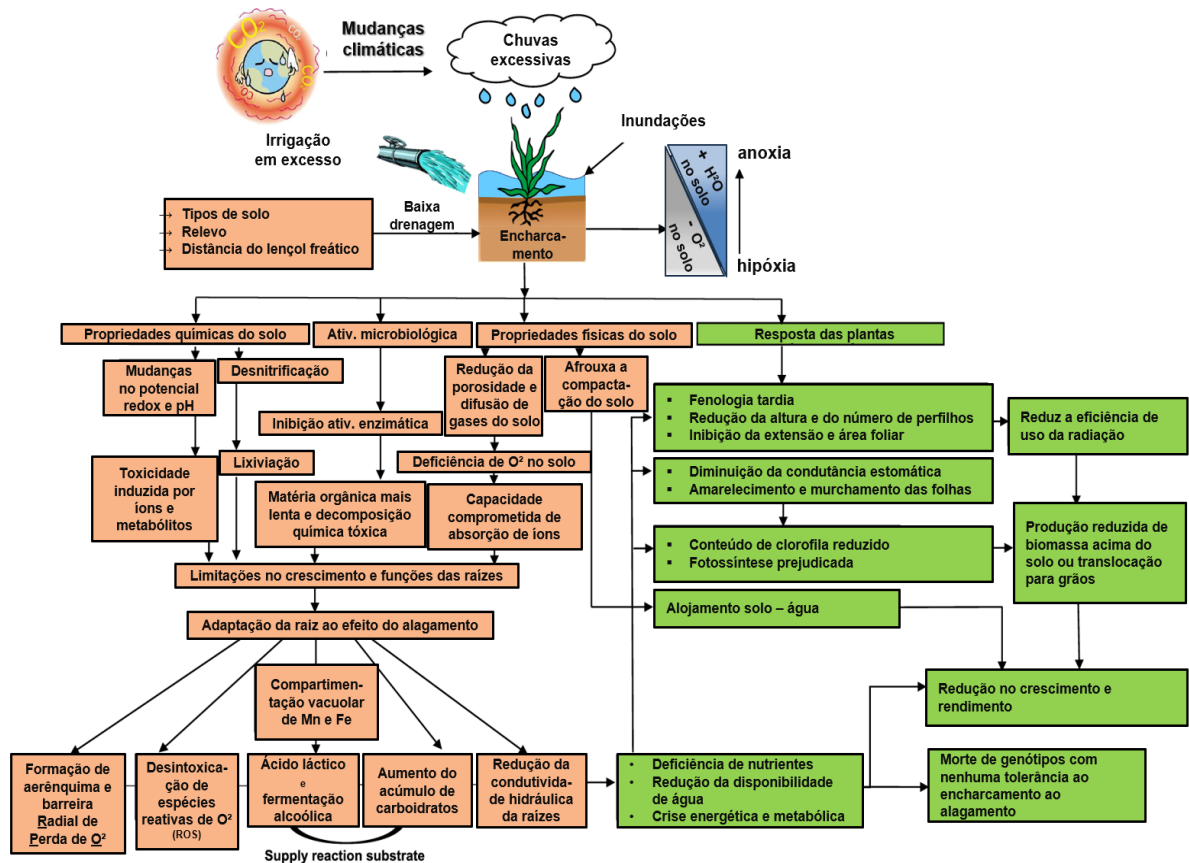 CO2
CO2
CO2
CO2
Mudanças
climáticas
Chuvas
excessivas
Irrigação
em excesso
Inundações
+ H²O
no solo
- O²
no solo
anoxia
hipóxia
→ Tipos de solo
→ Relevo
→ Distância do lençol freático
Baixa
drenagem
Encharca-
mento
Propriedades químicas do solo
Ativ. microbiológica
Propriedades físicas do solo
Resposta das plantas
Mudanças
no potencial
redox e pH
Desnitrificação
Redução da
porosidade e
difusão de
gases do solo
Afrouxa a
compacta-
ção do solo
Inibição ativ. enzimática
Lixiviação
Deficiência de O² no solo
Toxicidade
induzida por
íons e
metabólitos
Matéria orgânica mais
lenta e decomposição
química tóxica
Capacidade
comprometida de
absorção de íons
▪ Fenologia tardia
▪ Redução da altura e do número de perfilhos
▪ Inibição da extensão e área foliar
Reduz a eficiência de
uso da radiação
▪ Diminuição da condutância estomática
▪ Amarelecimento e murchamento das folhas
▪ Conteúdo de clorofila reduzido
▪ Fotossíntese prejudicada
Produção reduzida de
biomassa acima do
solo ou translocação
para grãos
Limitações no crescimento e funções das raízes
Alojamento solo – água
Adaptação da raiz ao efeito do alagamento
Compartimen-
tação vacuolar
de Mn e Fe
Redução no crescimento e
rendimento
Formação de
aerênquima e
barreira
Radial de
Perda de O²
Desintoxica-
ção de
espécies
reativas de O²
(ROS)
Ácido láctico
e
fermentação
alcoólica
Aumento do
acúmulo de
carboidratos
Redução da
condutivida-
de hidráulica
da raízes
• Deficiência de nutrientes
• Redução da disponibilidade
de água
• Crise energética e metabólica
Morte de genótipos com
nenhuma tolerância ao
encharcamento ao
alagamento
Supply reaction substrate